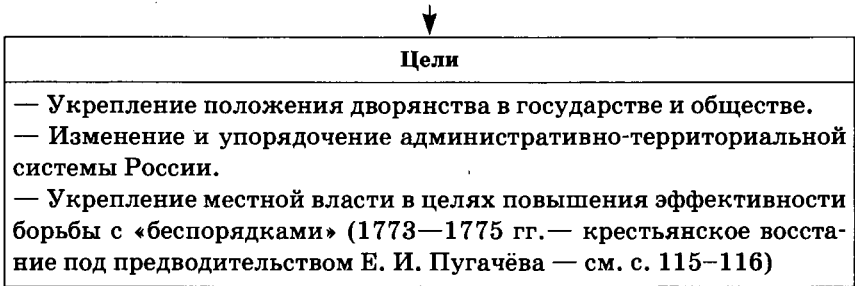 Цели
— Укрепление положения дворянства в государстве и обществе.
— Изменение и упорядочение административно-территориальной
системы России.
— Укрепление местной власти в целях повышения эффективности
борьбы с «беспорядками» (1773—1775 гг.— крестьянское восста-
ние под предводительством Е. И. Пугачёва — см. с. 115–116)